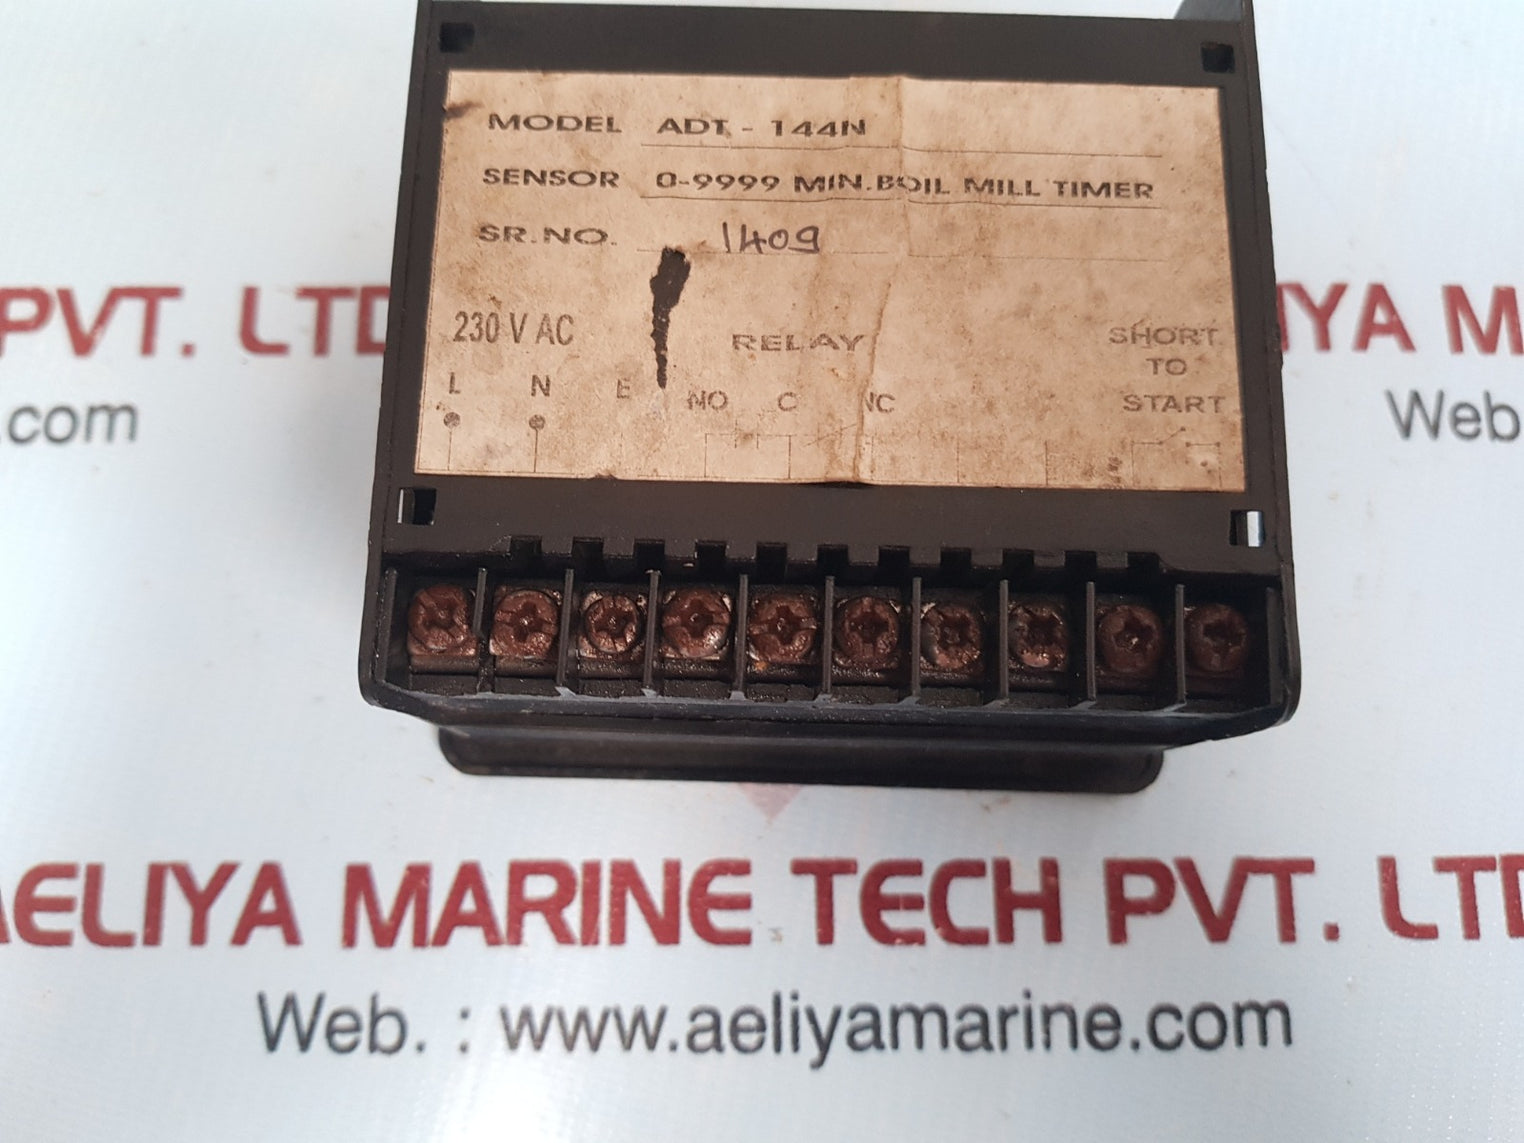 MODEL ADT - 144N
SENSOR 0-9999 MIN.BOIL MILL TIMER
SR.NO. 1409
230 V AC RELAY SHORT TO START
L N E NO C NC
PVT. LTD
IYA M
.com
Web
AELIYA MARINE TECH PVT. LTD
Web. : www.aeliyamarine.com